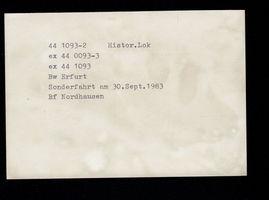 44 1093-2 Histor.Lok
ex 44 0093-3
ex 44 1093
Bw Erfurt
Sonderfahrt am 30.Sept.1983
Bf Nordhausen